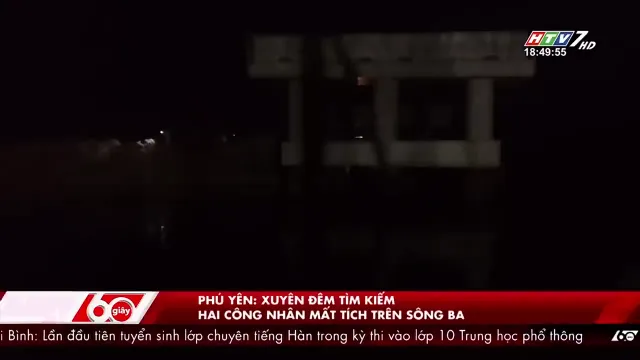 HTV7 HD
18:49:55
60 giây
PHÚ YÊN: XUYÊN ĐÊM TÌM KIẾM
HAI CÔNG NHÂN MẤT TÍCH TRÊN SÔNG BA
i Bình: Lần đầu tiên tuyển sinh lớp chuyên tiếng Hàn trong kỳ thi vào lớp 10 Trung học phổ thông
60